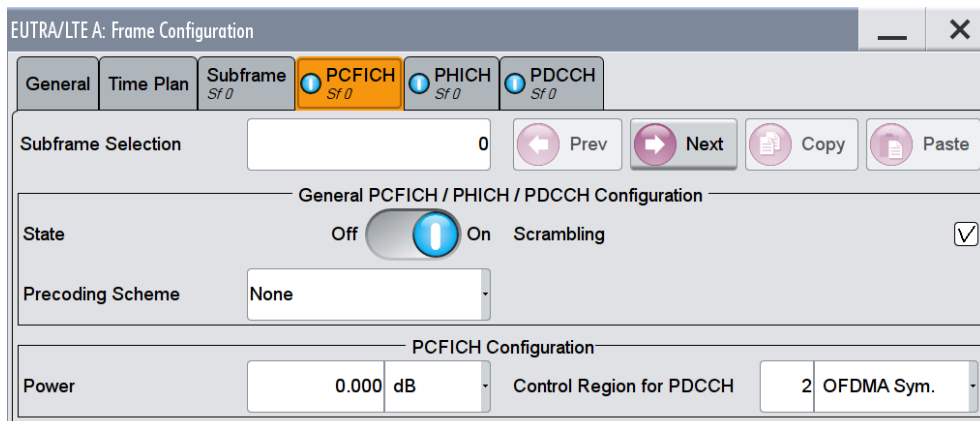 EUTRA/LTE A: Frame Configuration
General Time Plan Subframe Sf 0 PCFICH Sf 0 PHICH Sf 0 PDCCH Sf 0
Subframe Selection 0 Prev Next Copy Paste
General PCFICH / PHICH / PDCCH Configuration
State Off On Scrambling
Precoding Scheme None
PCFICH Configuration
Power 0.000 dB Control Region for PDCCH 2 OFDMA Sym.